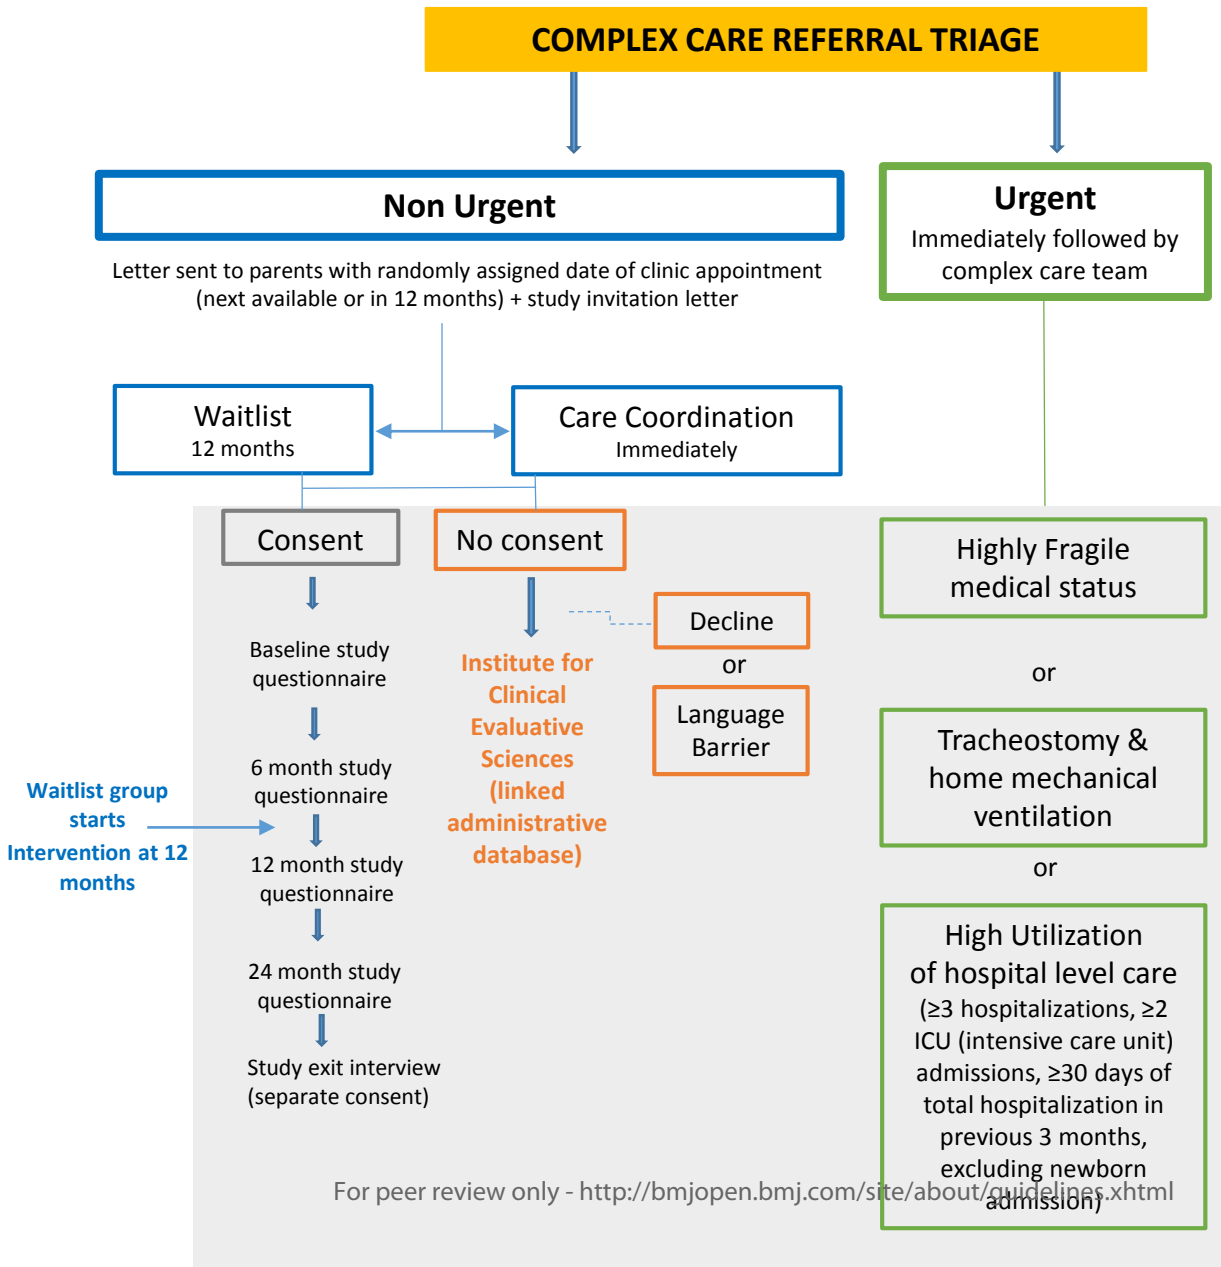 COMPLEX CARE REFERRAL TRIAGE
Non Urgent
Letter sent to parents with randomly assigned date of clinic appointment
(next available or in 12 months) + study invitation letter
Urgent
Immediately followed by
complex care team
Waitlist
12 months
Care Coordination
Immediately
Consent
No consent
Baseline study
questionnaire
6 month study
questionnaire
Waitlist group
starts
Intervention at 12
months
12 month study
questionnaire
24 month study
questionnaire
Study exit interview
(separate consent)
Institute for
Clinical
Evaluative
Sciences
(linked
administrative
database)
Decline
or
Language
Barrier
Highly Fragile
medical status
or
Tracheostomy &
home mechanical
ventilation
or
High Utilization
of hospital level care
(≥3 hospitalizations, ≥2
ICU (intensive care unit)
admissions, ≥30 days of
total hospitalization in
previous 3 months,
excluding newborn
admission)
For peer review only - http://bmjopen.bmj.com/site/about/guidelines.xhtml